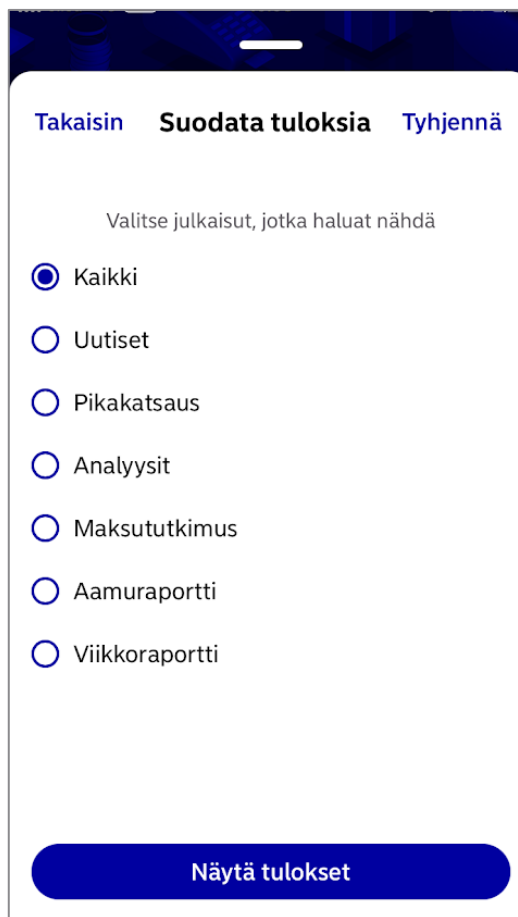 Takaisin Suodata tuloksia Tyhjennä
Valitse julkaisut, jotka haluat nähdä
Kaikki
Uutiset
Pikakatsaus
Analyysit
Maksututkimus
Aamuraportti
Viikkoraportti
Näytä tulokset